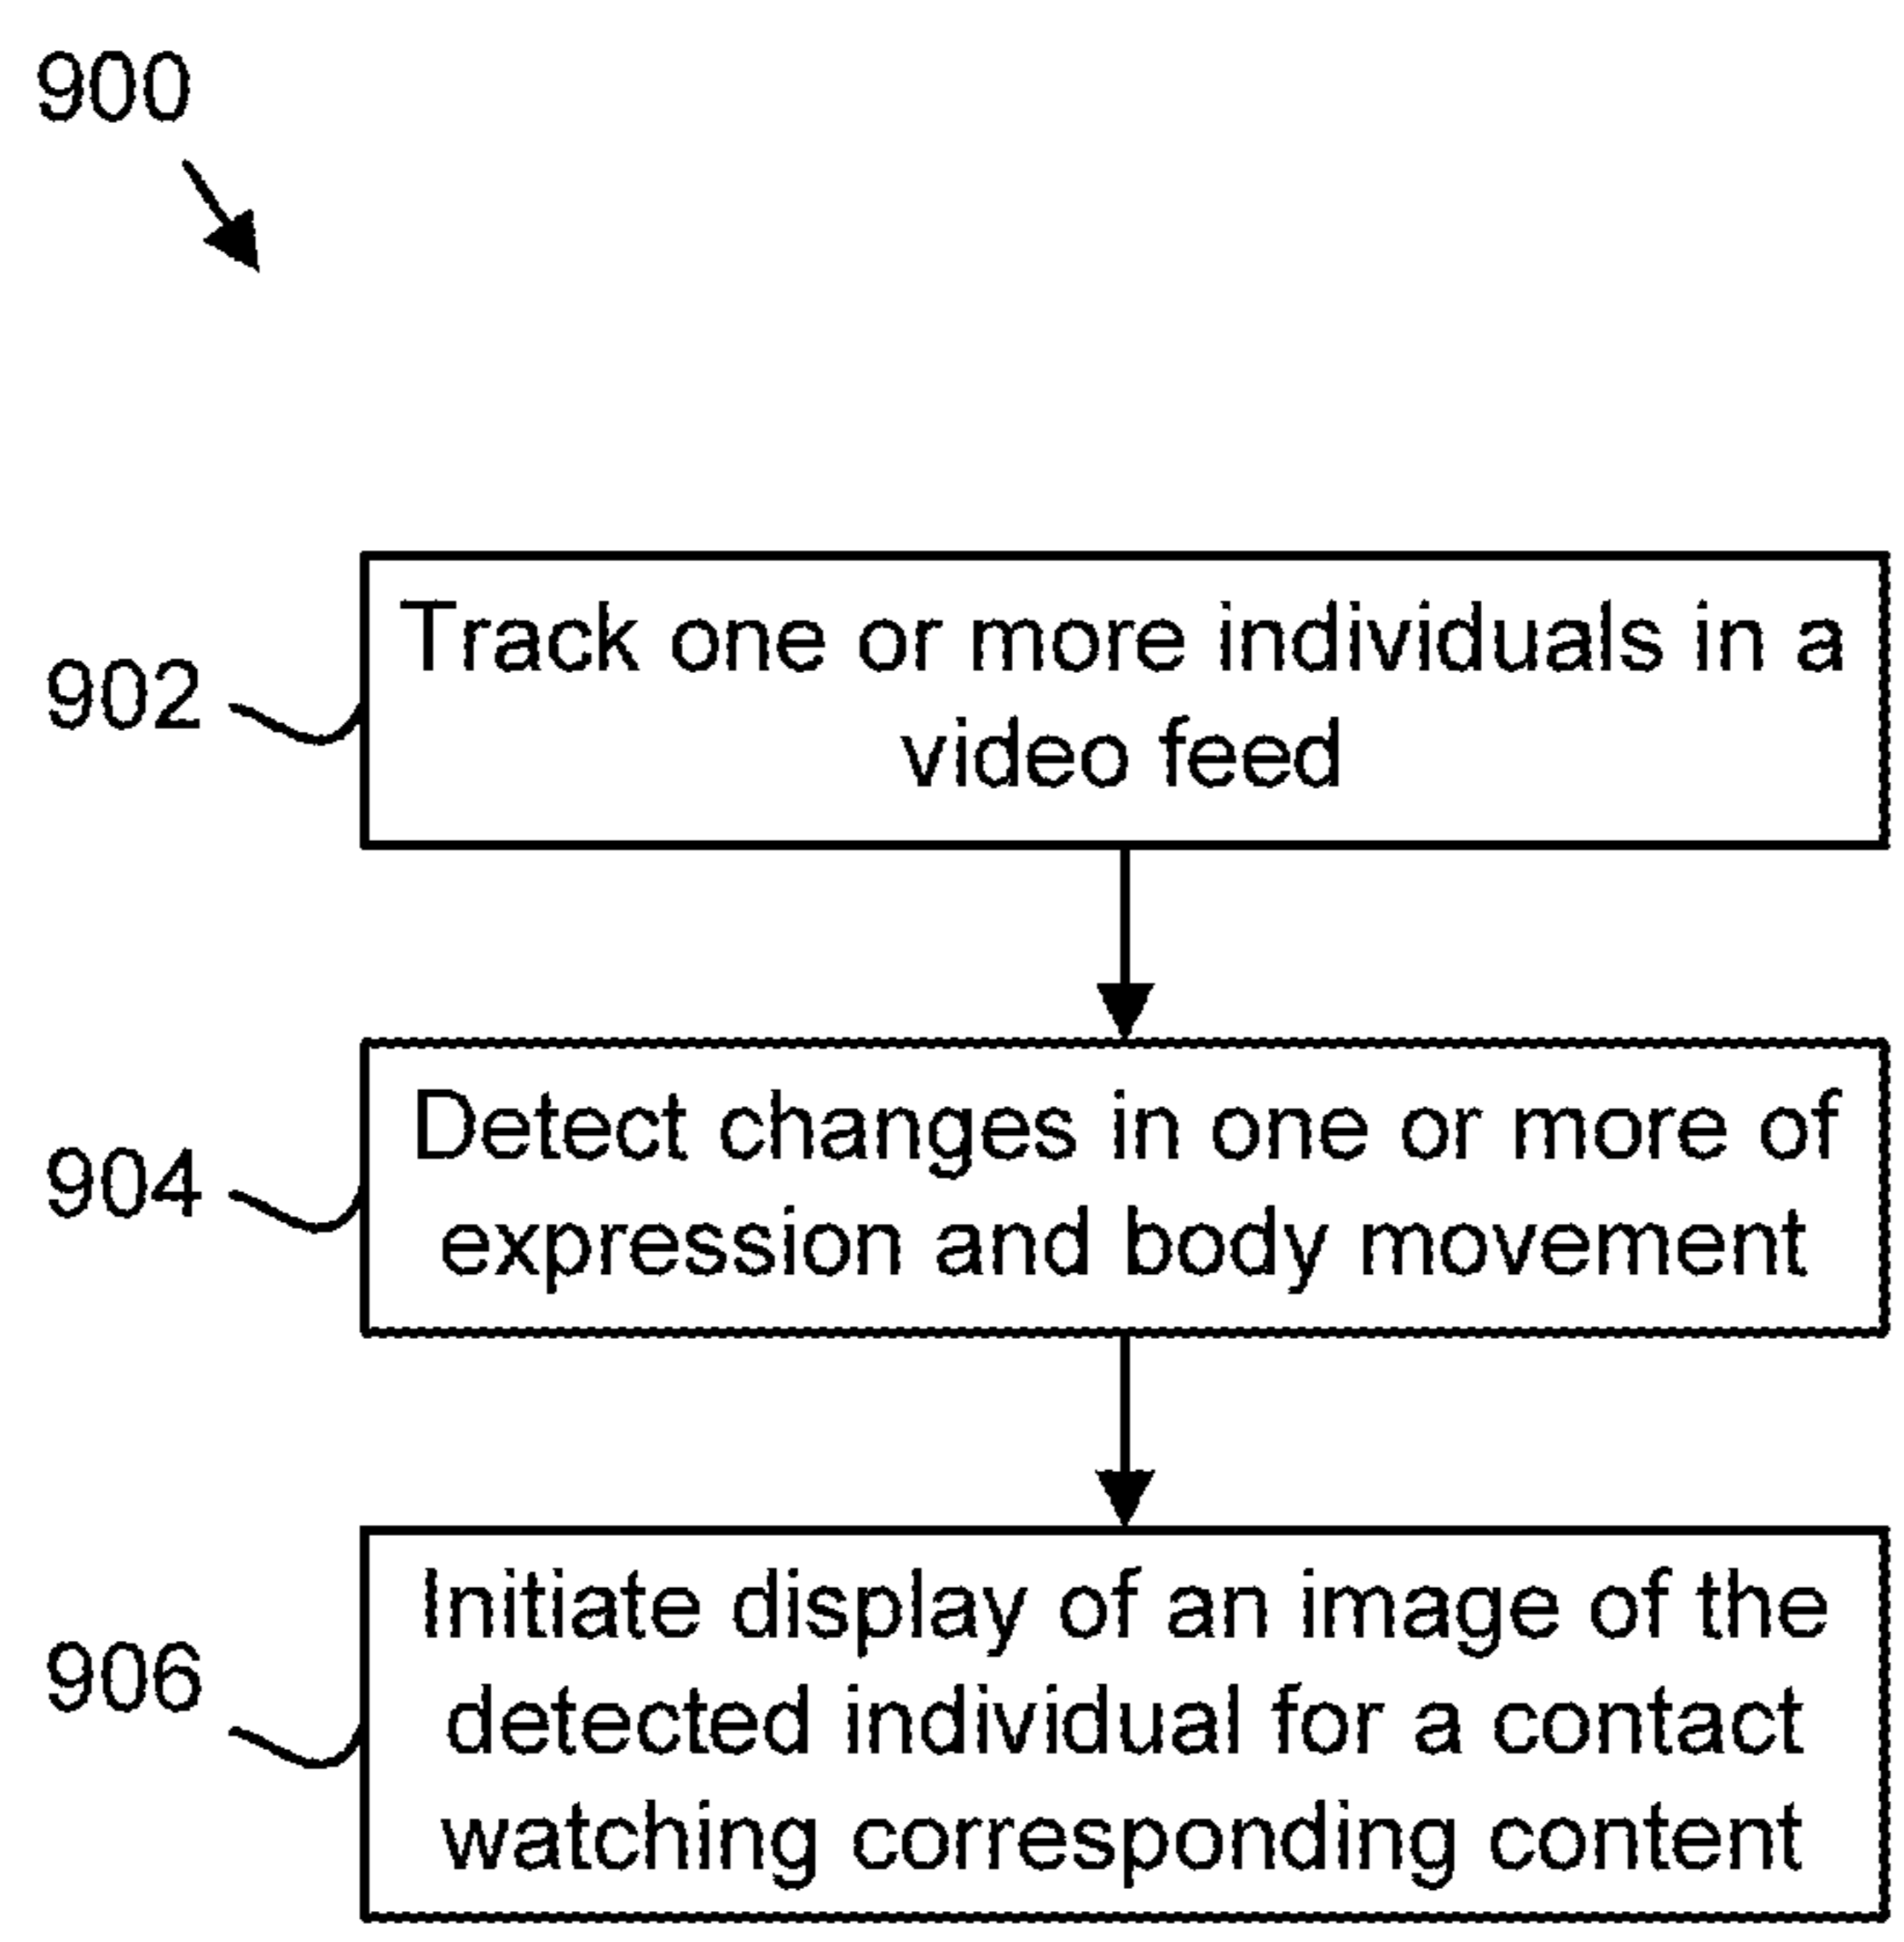 900
902
Track one or more individuals in a
video feed
904
Detect changes in one or more of
expression and body movement
906
Initiate display of an image of the
detected individual for a contact
watching corresponding content